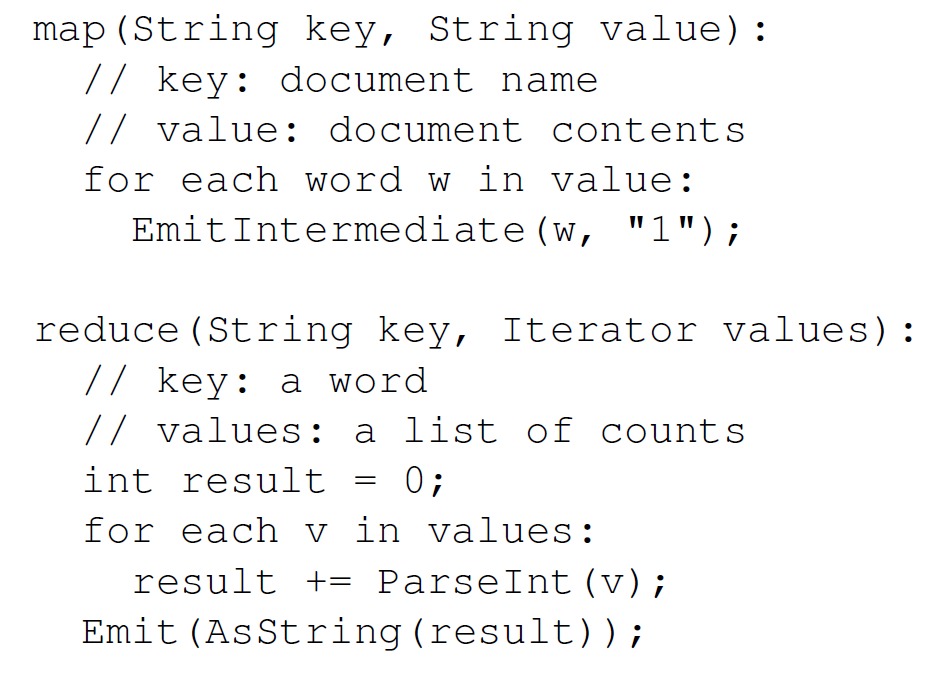 map(String key, String value):
  // key: document name
  // value: document contents
  for each word w in value:
    EmitIntermediate(w, "1");

reduce(String key, Iterator values):
  // key: a word
  // values: a list of counts
  int result = 0;
  for each v in values:
    result += ParseInt(v);
  Emit(AsString(result));